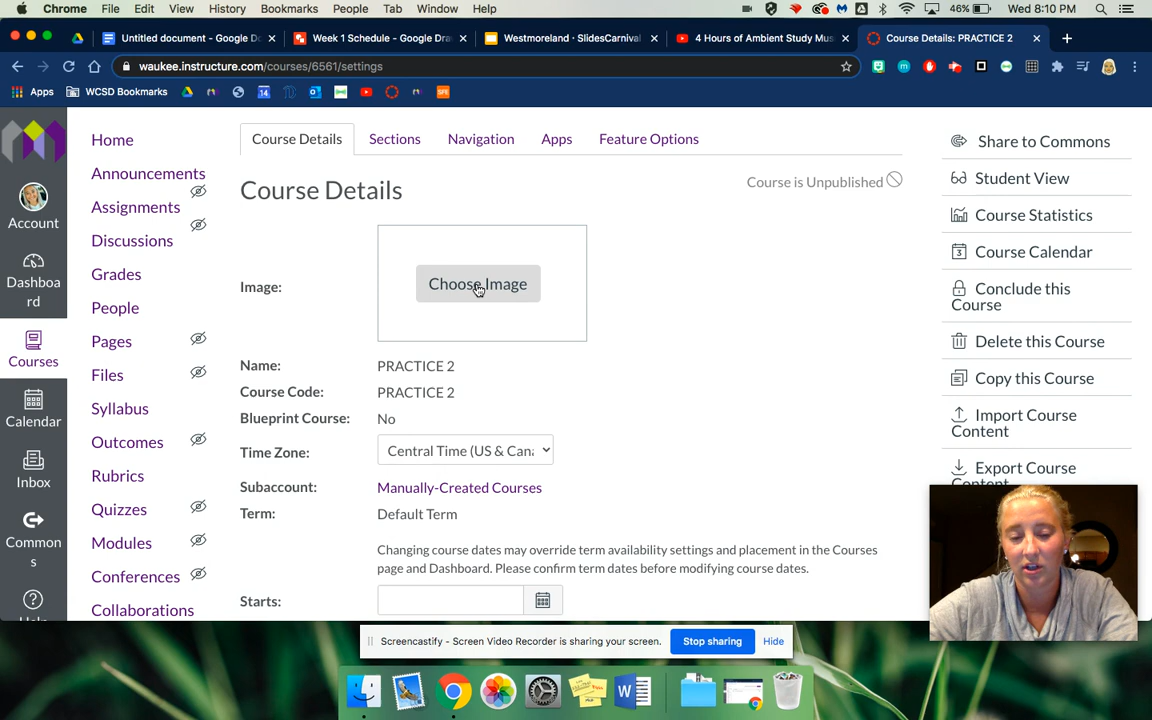 Chrome File Edit View History Bookmarks People Tab Window Help 46% Wed 8:10 PM
Untitled document - Google D Week 1 Schedule - Google Dra Westmoreland · SlidesCarnival 4 Hours of Ambient Study Mus Course Details: PRACTICE 2
waukee.instructure.com/courses/6561/settings
Apps WCSD Bookmarks
Course Details Sections Navigation Apps Feature Options
Course Details
Course is Unpublished
Image:
Choose Image
Name: PRACTICE 2
Course Code: PRACTICE 2
Blueprint Course: No
Time Zone: Central Time (US & Cana
Subaccount: Manually-Created Courses
Term: Default Term
Changing course dates may override term availability settings and placement in the Courses
page and Dashboard. Please confirm term dates before modifying course dates.
Starts:
Account
Dashboa
rd
Courses
Calendar
Inbox
Common
s
Help
Home
Announcements
Assignments
Discussions
Grades
People
Pages
Files
Syllabus
Outcomes
Rubrics
Quizzes
Modules
Conferences
Collaborations
Share to Commons
Student View
Course Statistics
Course Calendar
Conclude this
Course
Delete this Course
Copy this Course
Import Course
Content
Export Course
Content
Screencastify - Screen Video Recorder is sharing your screen. Stop sharing Hide